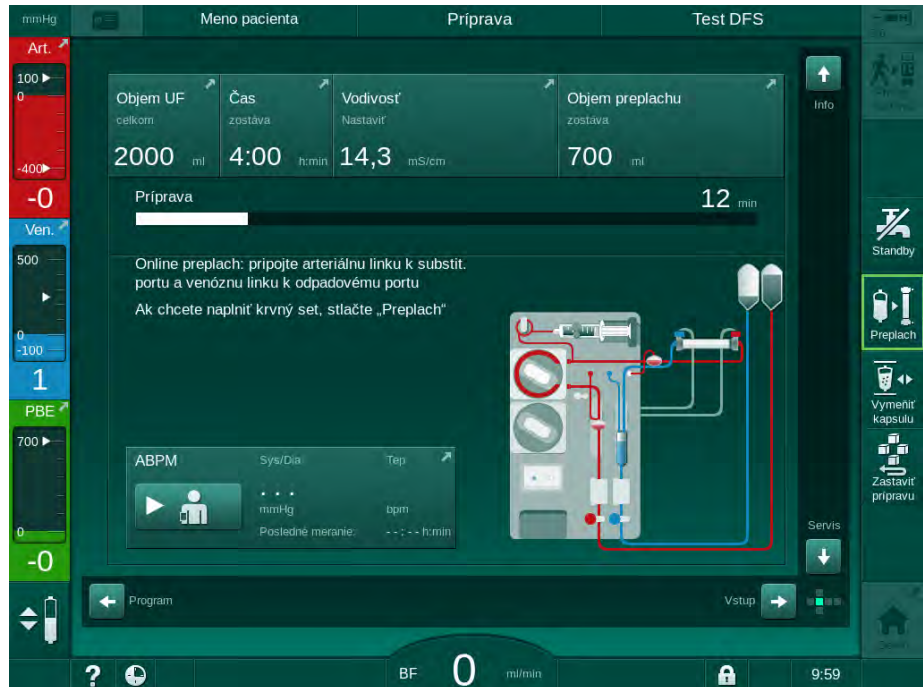 mmHg
Meno pacienta
Príprava
Test DFS
Art.
100
0
-400
-0
Ven.
500
0
-100
1
PBE
700
0
-0
Objem UF
celkom
2000 ml
Čas
zostáva
4:00 h:min
Vodivosť
Nastaviť
14,3 mS/cm
Objem preplachu
zostáva
700 ml
Príprava
12 min
Online preplach: pripojte arteriálnu linku k substit.
portu a venóznu linku k odpadovému portu
Ak chcete naplniť krvný set, stlačte „Preplach“
ABPM
Sys/Dia
Tep
. . .
mmHg
bpm
Posledné meranie:
--:-- h:min
Info
Servis
Program
Vstup
Standby
Preplach
Vymeniť
kapsulu
Zastaviť
prípravu
?
BF
0
ml/min
9:59